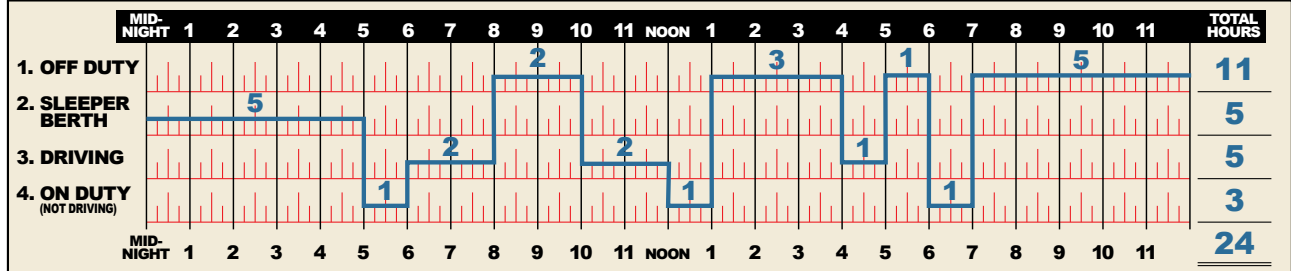 MID-NIGHT 1 2 3 4 5 6 7 8 9 10 11 NOON 1 2 3 4 5 6 7 8 9 10 11 TOTAL HOURS
1. OFF DUTY 2 3 1 5 11
2. SLEEPER BERTH 5 5
3. DRIVING 2 2 1 5
4. ON DUTY (NOT DRIVING) 1 1 1 3
MID-NIGHT 1 2 3 4 5 6 7 8 9 10 11 NOON 1 2 3 4 5 6 7 8 9 10 11 24